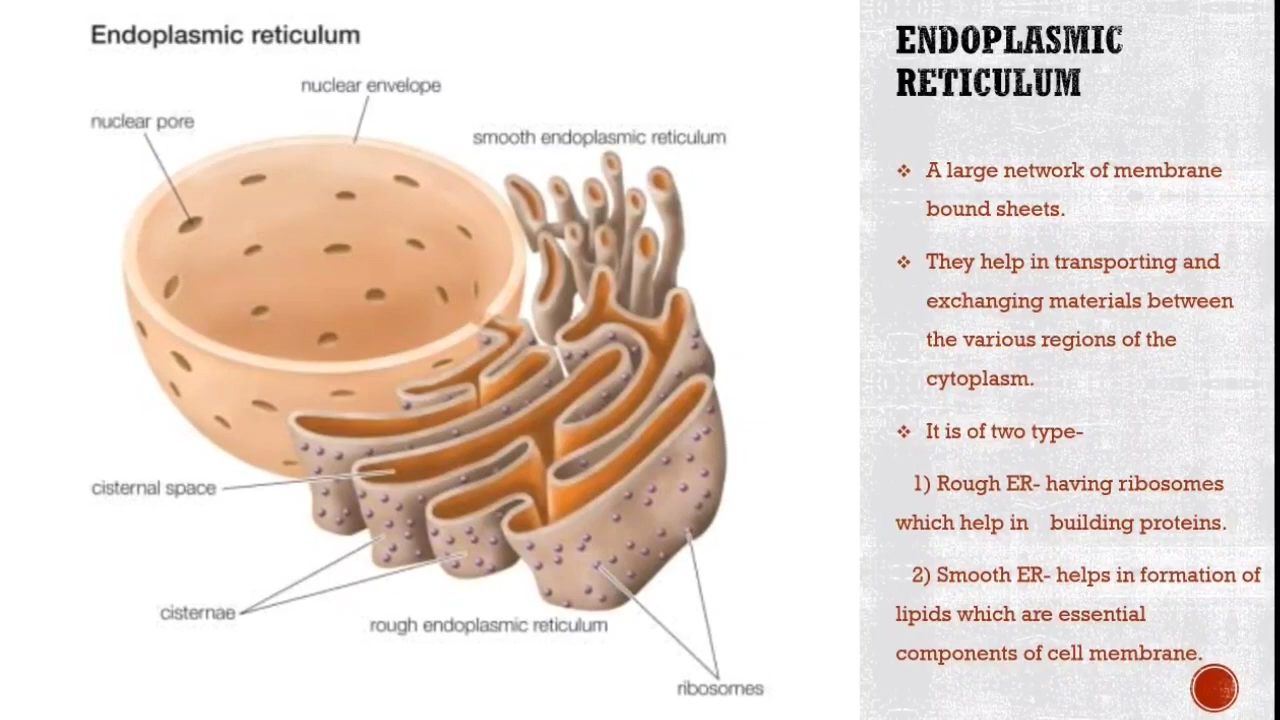 Endoplasmic reticulum
nuclear envelope
nuclear pore
smooth endoplasmic reticulum
cisternal space
cisternae
rough endoplasmic reticulum
ribosomes
ENDOPLASMIC
RETICULUM
❖ A large network of membrane
bound sheets.
❖ They help in transporting and
exchanging materials between
the various regions of the
cytoplasm.
❖ It is of two type-
1) Rough ER- having ribosomes
which help in building proteins.
2) Smooth ER- helps in formation of
lipids which are essential
components of cell membrane.